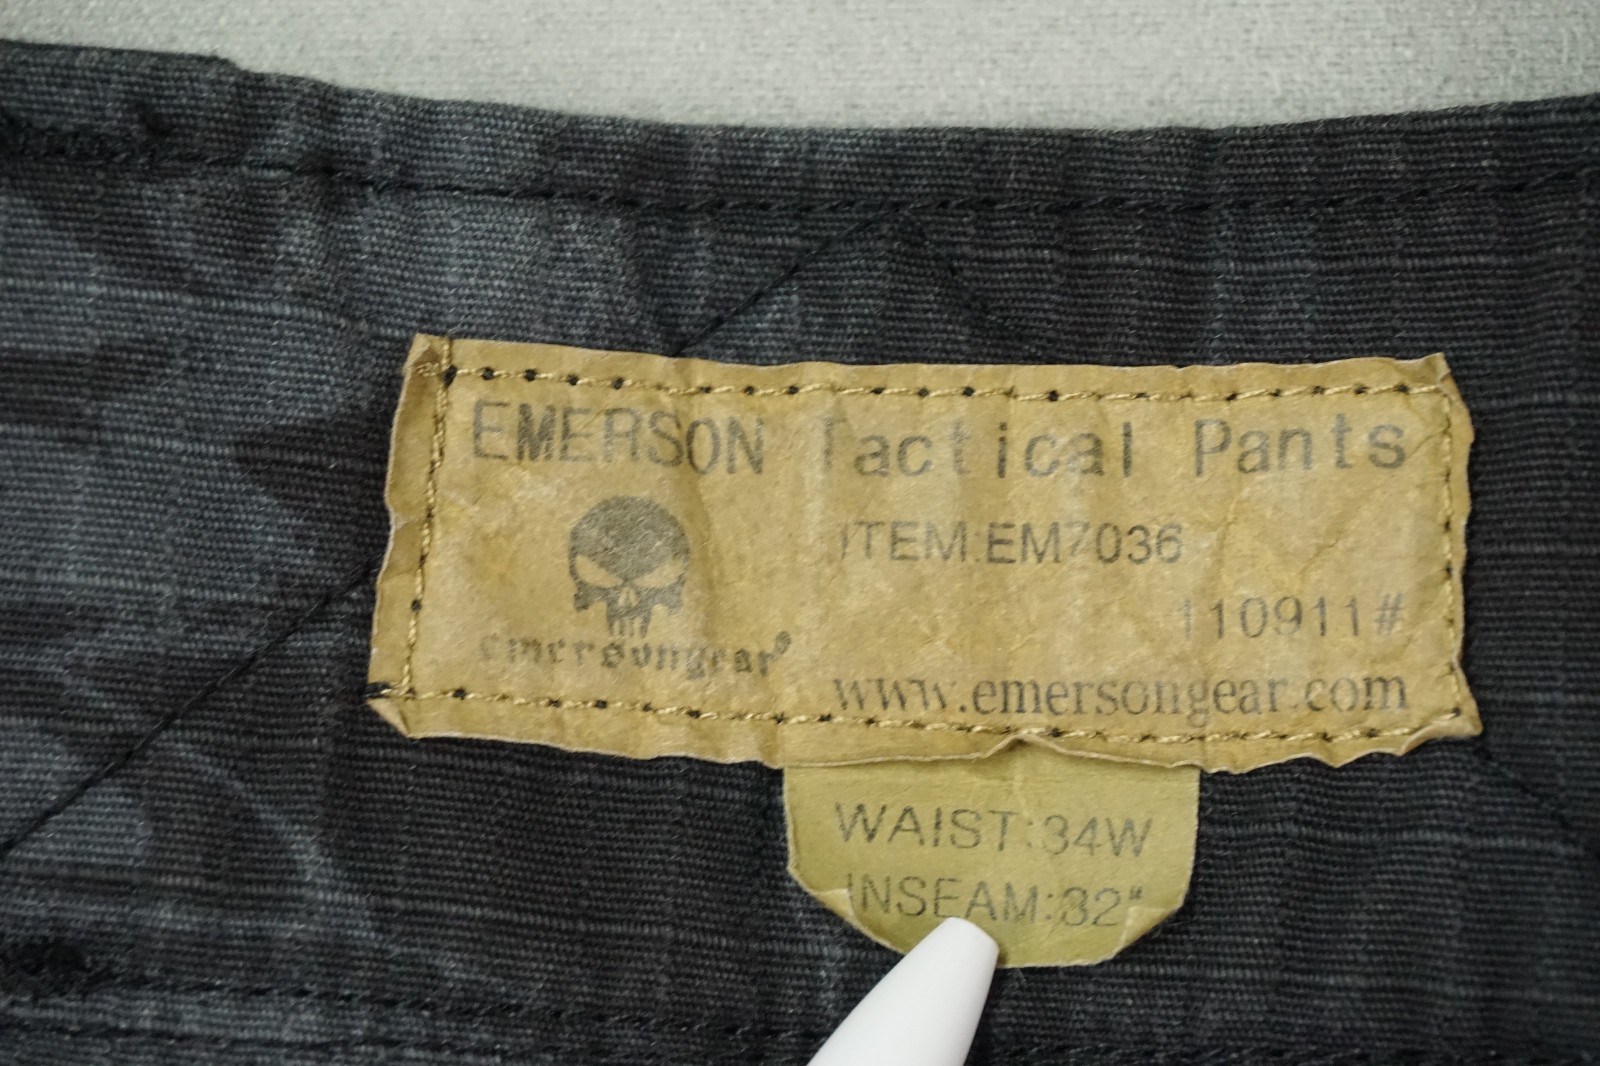 EMERSON Tactical Pants
ITEM:EM7036
110911#
emersongear®
www.emersongear.com
WAIST:34W
INSEAM:32"